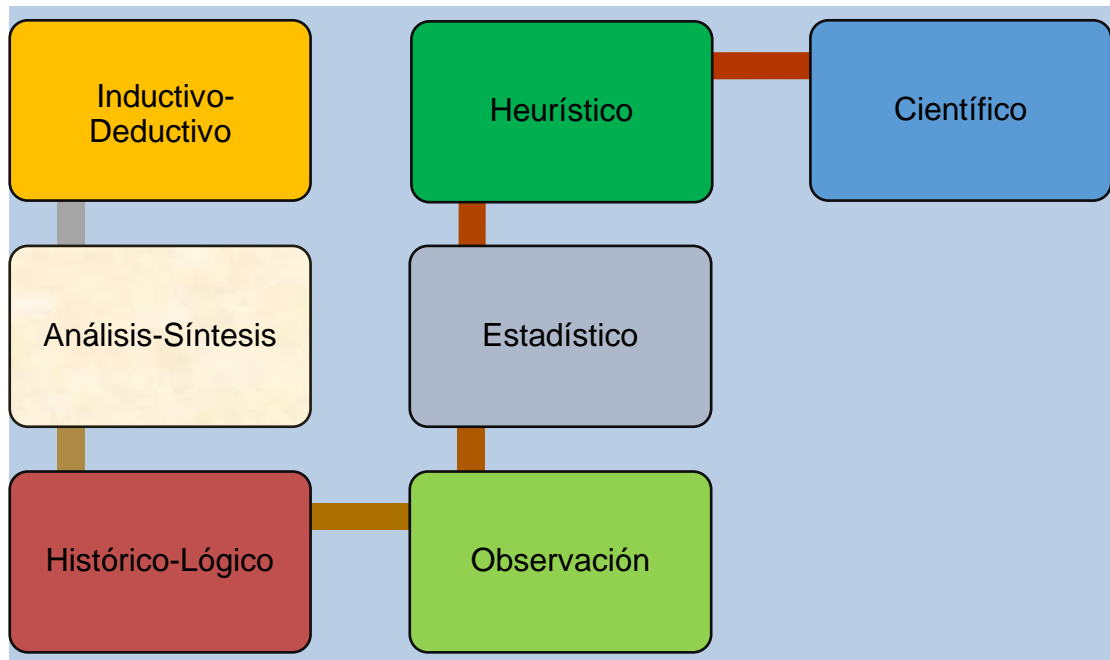 Inductivo-
Deductivo
Análisis-Síntesis
Histórico-Lógico
Observación
Estadístico
Heurístico
Científico